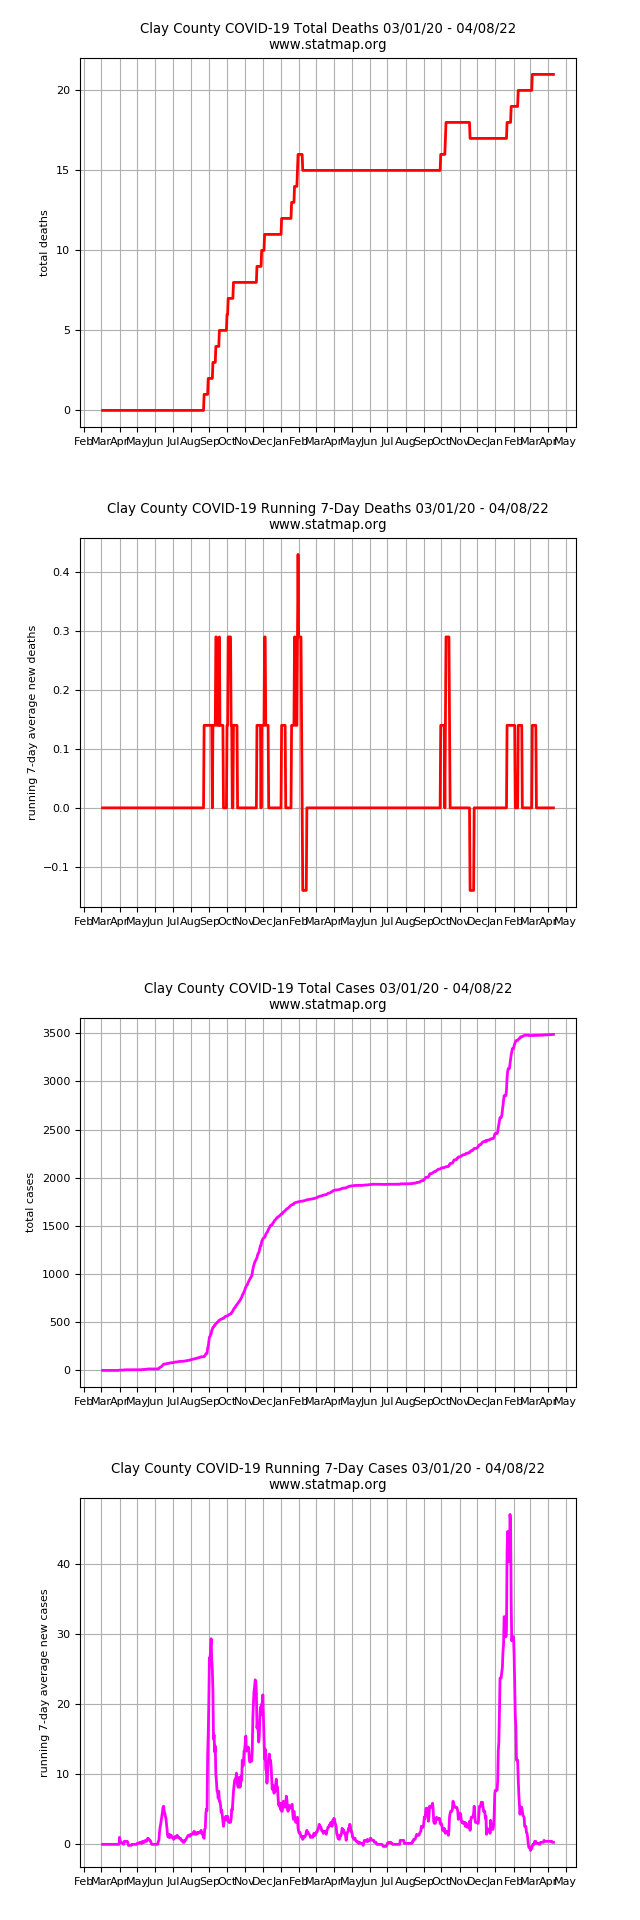 Clay County COVID-19 Total Deaths 03/01/20 - 04/08/22
www.statmap.org
total deaths
20
15
10
5
0
Feb Mar Apr May Jun Jul Aug Sep Oct Nov Dec Jan Feb Mar Apr May Jun Jul Aug Sep Oct Nov Dec Jan Feb Mar Apr May
Clay County COVID-19 Running 7-Day Deaths 03/01/20 - 04/08/22
www.statmap.org
running 7-day average new deaths
0.4
0.3
0.2
0.1
0.0
−0.1
Feb Mar Apr May Jun Jul Aug Sep Oct Nov Dec Jan Feb Mar Apr May Jun Jul Aug Sep Oct Nov Dec Jan Feb Mar Apr May
Clay County COVID-19 Total Cases 03/01/20 - 04/08/22
www.statmap.org
total cases
3500
3000
2500
2000
1500
1000
500
0
Feb Mar Apr May Jun Jul Aug Sep Oct Nov Dec Jan Feb Mar Apr May Jun Jul Aug Sep Oct Nov Dec Jan Feb Mar Apr May
Clay County COVID-19 Running 7-Day Cases 03/01/20 - 04/08/22
www.statmap.org
running 7-day average new cases
40
30
20
10
0
Feb Mar Apr May Jun Jul Aug Sep Oct Nov Dec Jan Feb Mar Apr May Jun Jul Aug Sep Oct Nov Dec Jan Feb Mar Apr May